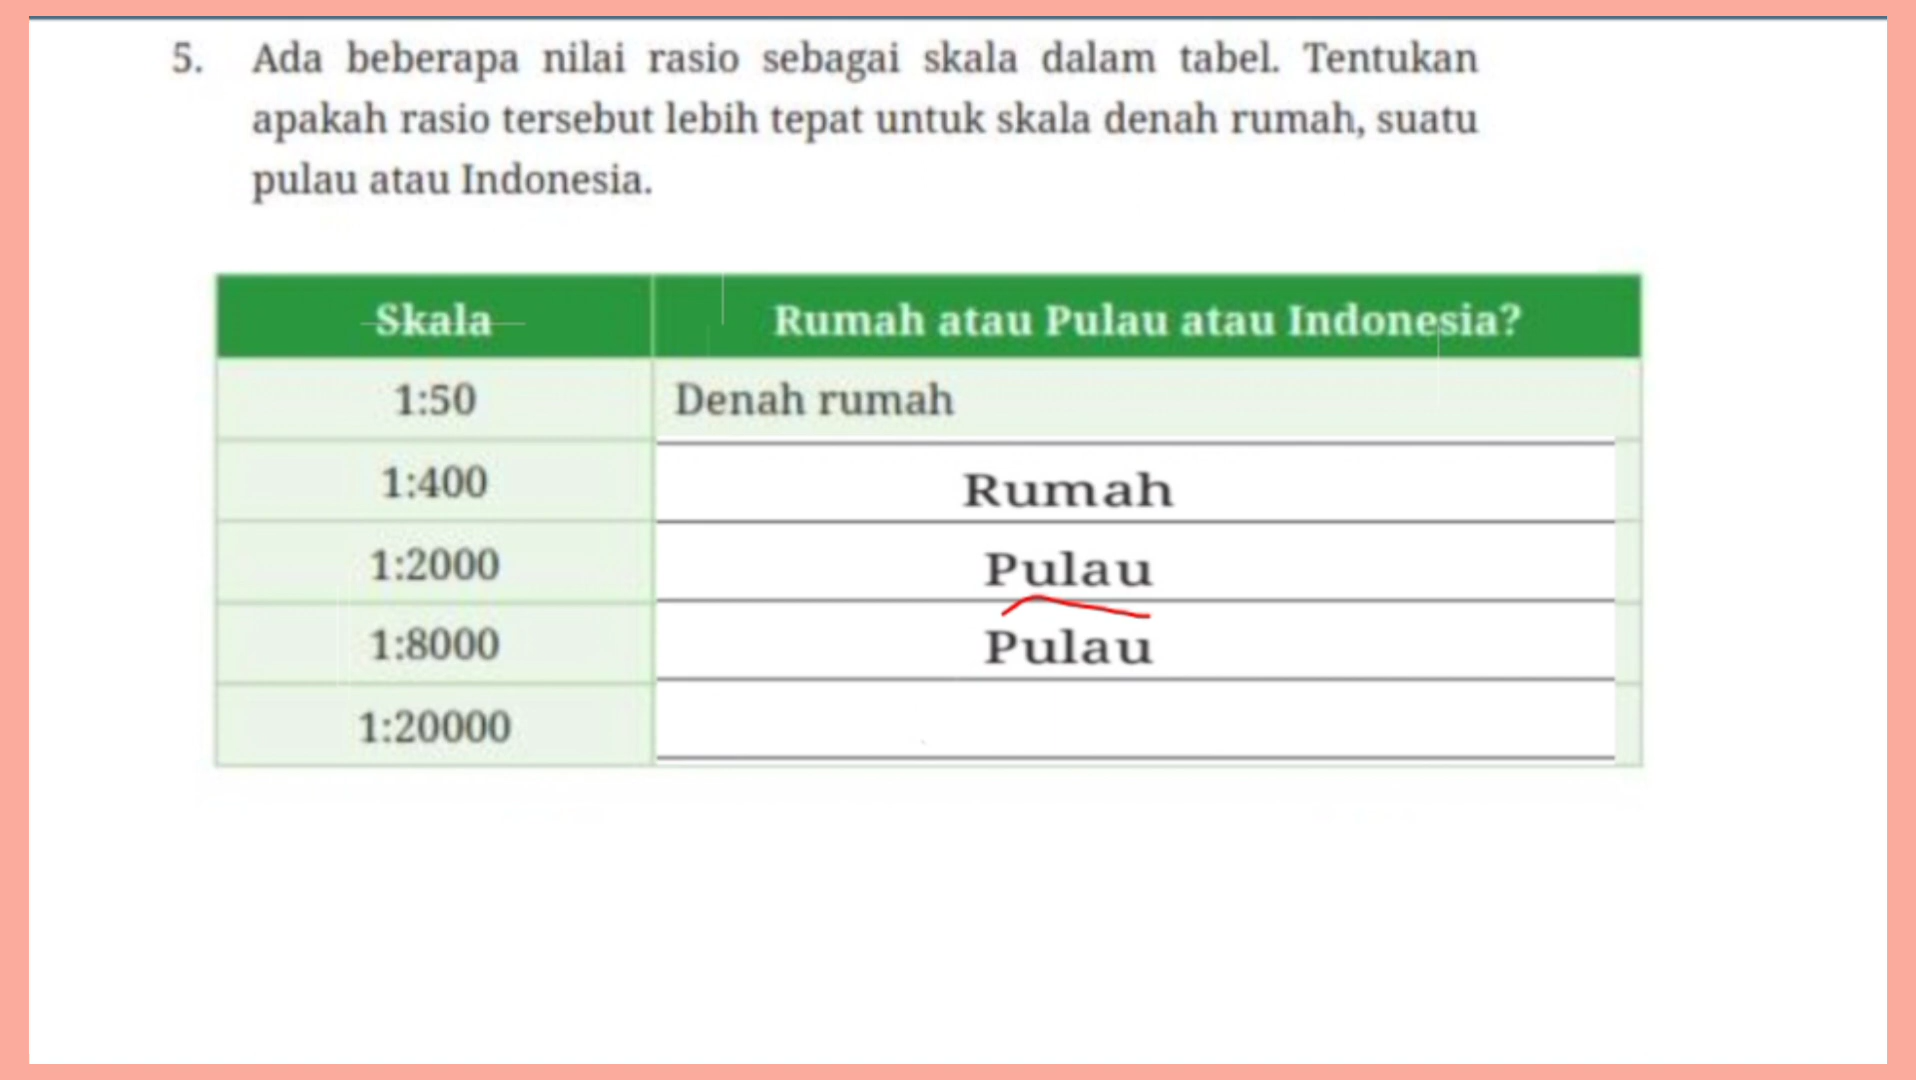 5. Ada beberapa nilai rasio sebagai skala dalam tabel. Tentukan
apakah rasio tersebut lebih tepat untuk skala denah rumah, suatu
pulau atau Indonesia.
Skala Rumah atau Pulau atau Indonesia?
1:50 Denah rumah
1:400 Rumah
1:2000 Pulau
1:8000 Pulau
1:20000